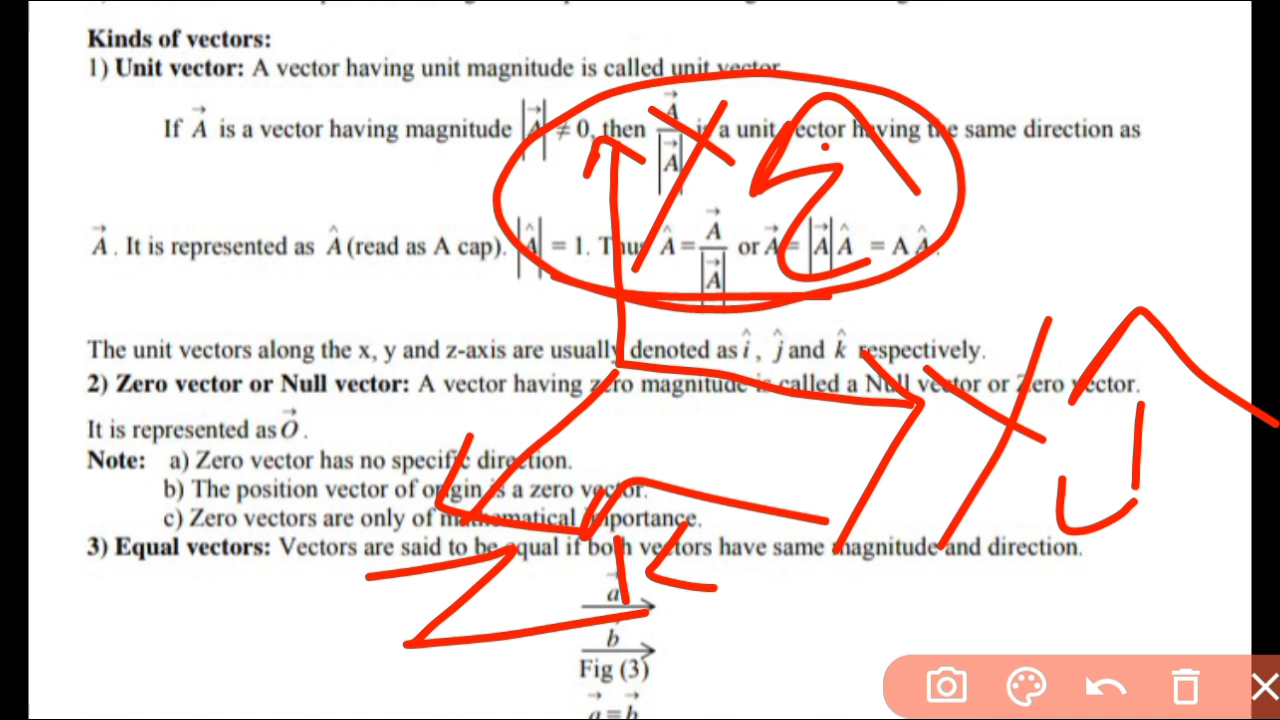 Kinds of vectors:
1) Unit vector: A vector having unit magnitude is called unit vector
If A⃗ is a vector having magnitude |A⃗| ≠ 0, then A⃗/|A⃗| is a unit vector having the same direction as
A⃗. It is represented as Â (read as A cap). |Â| = 1. Thus Â = A⃗/|A⃗| or A⃗ = |A⃗| Â = A Â.
The unit vectors along the x, y and z-axis are usually denoted as î, ĵ and k̂ respectively.
2) Zero vector or Null vector: A vector having zero magnitude is called a Null vector or Zero vector.
It is represented as O⃗.
Note: a) Zero vector has no specific direction.
b) The position vector of origin is a zero vector.
c) Zero vectors are only of mathematical importance.
3) Equal vectors: Vectors are said to be equal if both vectors have same magnitude and direction.
a
b
Fig (3)
a⃗ = b⃗